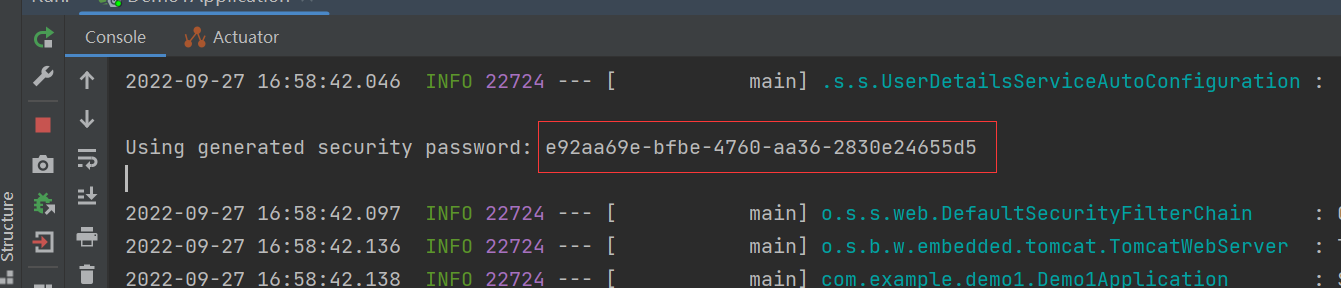 Console Actuator
2022-09-27 16:58:42.046 INFO 22724 --- [ main] .s.s.UserDetailsServiceAutoConfiguration :
Using generated security password: e92aa69e-bfbe-4760-aa36-2830e24655d5
2022-09-27 16:58:42.097 INFO 22724 --- [ main] o.s.s.web.DefaultSecurityFilterChain :
2022-09-27 16:58:42.136 INFO 22724 --- [ main] o.s.b.w.embedded.tomcat.TomcatWebServer :
2022-09-27 16:58:42.138 INFO 22724 --- [ main] com.example.demo1.Demo1Application :
Structure